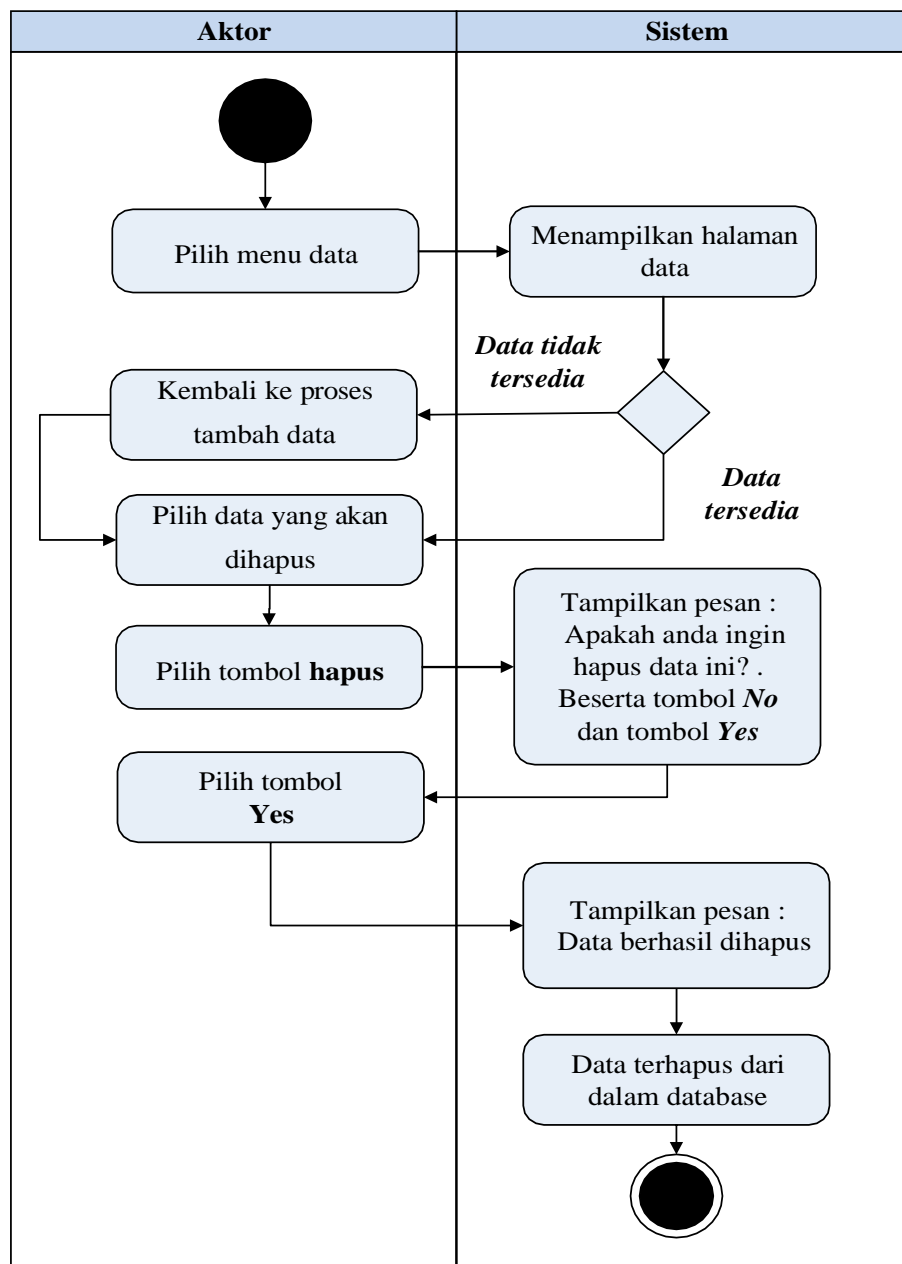 Aktor
Sistem
Pilih menu data
Menampilkan halaman
data
Data tidak
tersedia
Kembali ke proses
tambah data
Data
tersedia
Pilih data yang akan
dihapus
Pilih tombol hapus
Tampilkan pesan :
Apakah anda ingin
hapus data ini? .
Beserta tombol No
dan tombol Yes
Pilih tombol
Yes
Tampilkan pesan :
Data berhasil dihapus
Data terhapus dari
dalam database